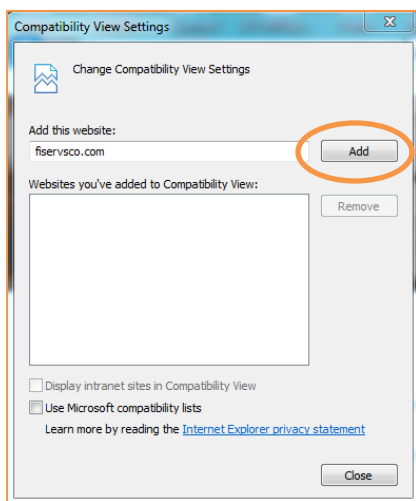 Compatibility View Settings
Change Compatibility View Settings
Add this website:
fiservsco.com
Add
Websites you've added to Compatibility View:
Remove
Display intranet sites in Compatibility View
Use Microsoft compatibility lists
Learn more by reading the Internet Explorer privacy statement
Close